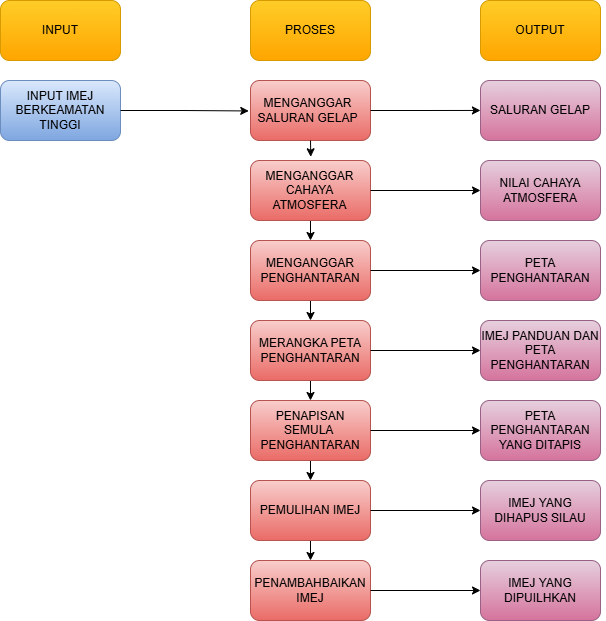 INPUT
PROSES
OUTPUT
INPUT IMEJ
BERKEAMATAN
TINGGI
MENGANGGAR
SALURAN GELAP
SALURAN GELAP
MENGANGGAR
CAHAYA
ATMOSFERA
NILAI CAHAYA
ATMOSFERA
MENGANGGAR
PENGHANTARAN
PETA
PENGHANTARAN
MERANGKA PETA
PENGHANTARAN
IMEJ PANDUAN DAN
PETA
PENGHANTARAN
PENAPISAN
SEMULA
PENGHANTARAN
PETA
PENGHANTARAN
YANG DITAPIS
PEMULIHAN IMEJ
IMEJ YANG
DIHAPUS SILAU
PENAMBAHBAIKAN
IMEJ
IMEJ YANG
DIPUILHKAN